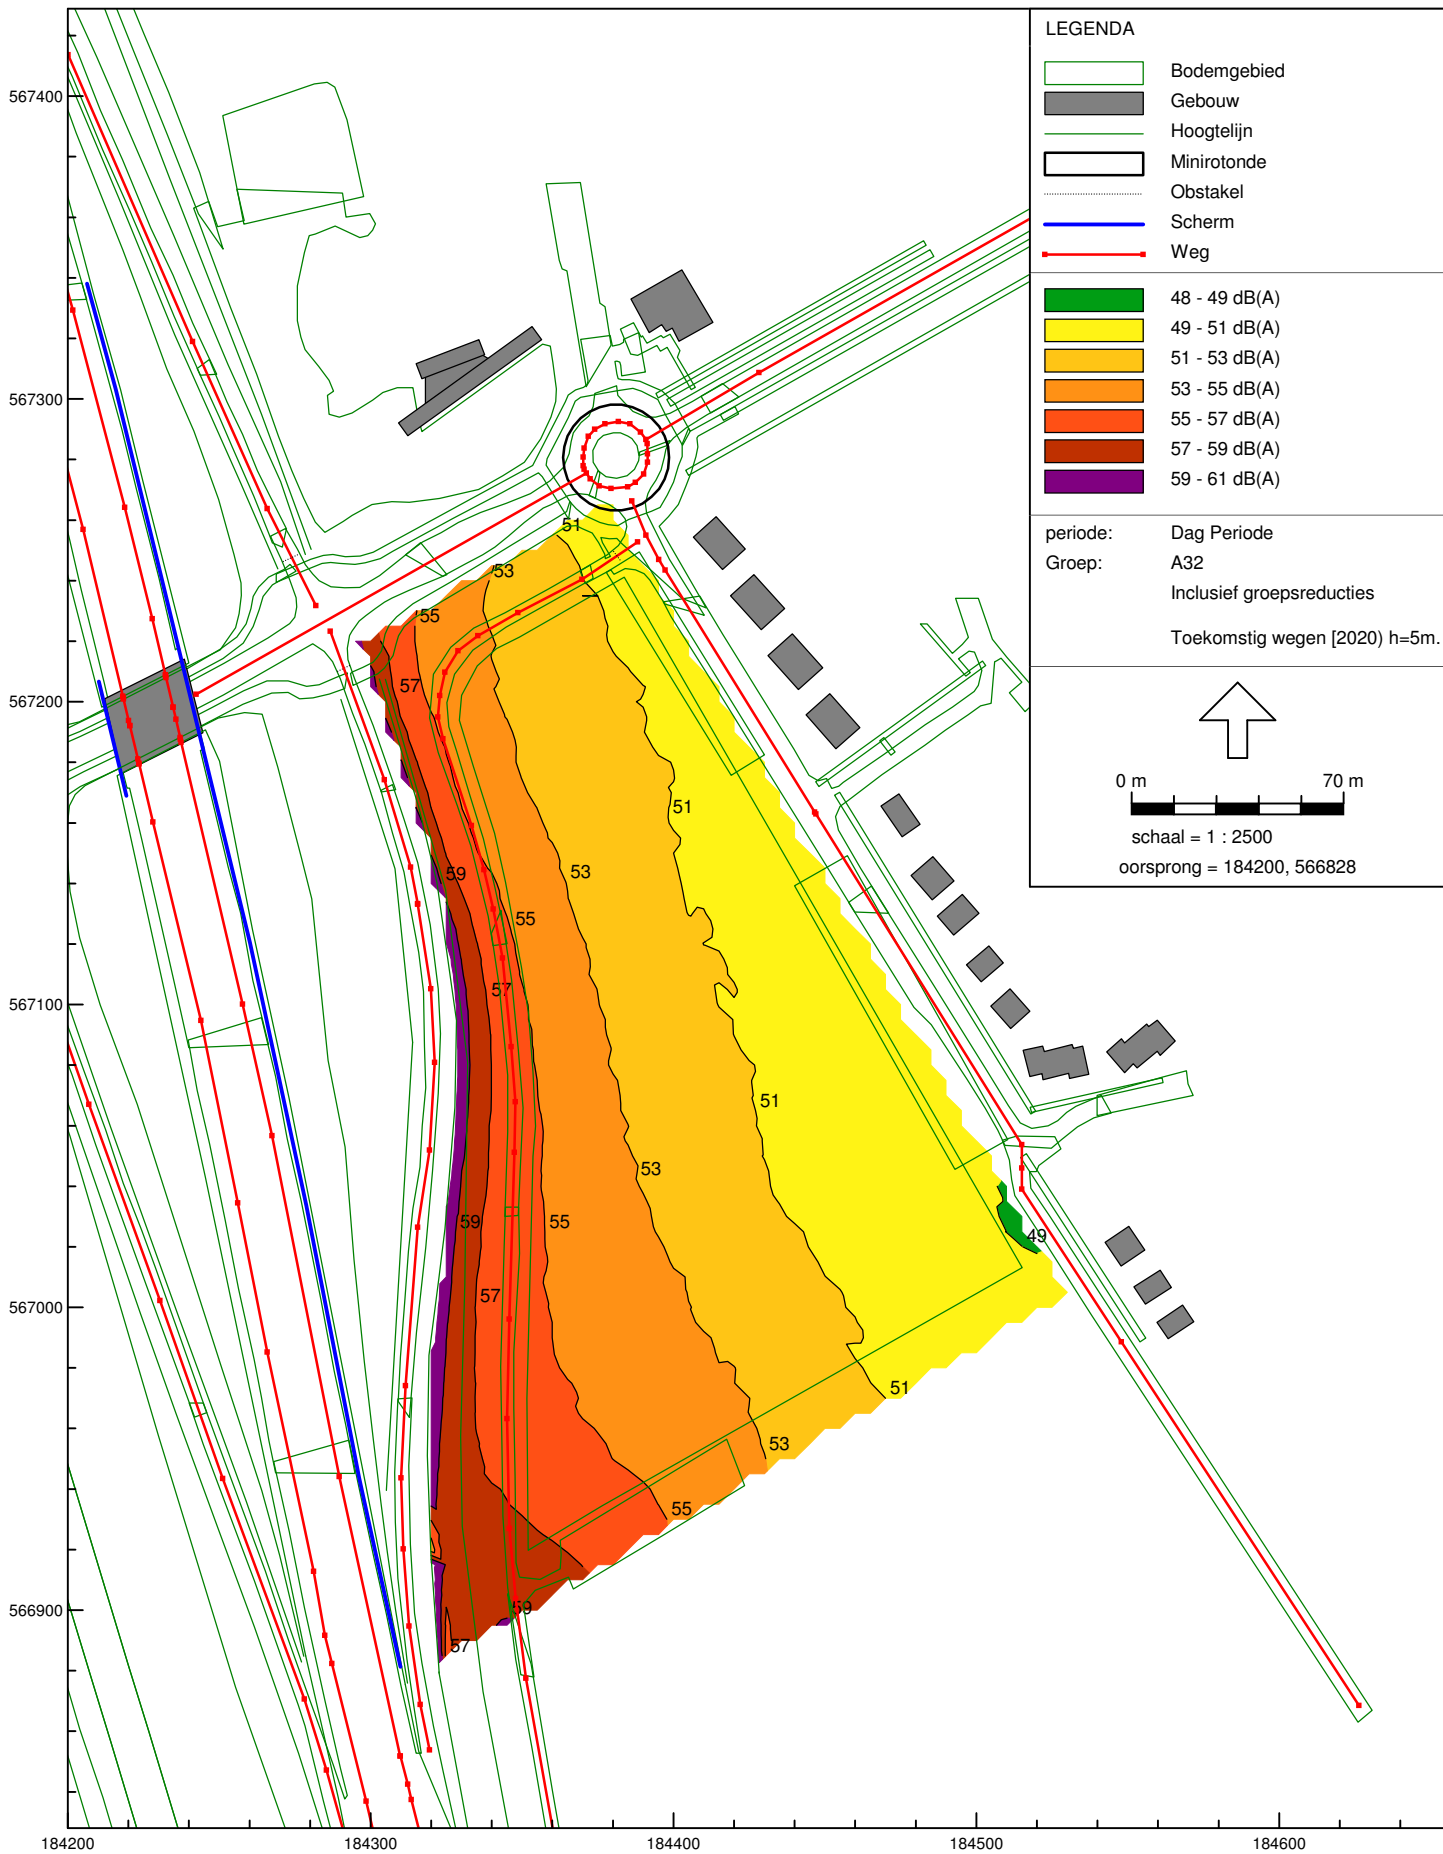 LEGENDA
Bodemgebied
Gebouw
Hoogtelijn
Minirotonde
Obstakel
Scherm
Weg
48 - 49 dB(A)
49 - 51 dB(A)
51 - 53 dB(A)
53 - 55 dB(A)
55 - 57 dB(A)
57 - 59 dB(A)
59 - 61 dB(A)
periode: Dag Periode
Groep: A32
Inclusief groepsreducties
Toekomstig wegen [2020) h=5m.
0 m 70 m
schaal = 1 : 2500
oorsprong = 184200, 566828
567400
567300
567200
567100
567000
566900
51
53
55
57
51
53
59
55
57
51
53
59
55
57
49
51
53
55
59
57
184200 184300 184400 184500 184600